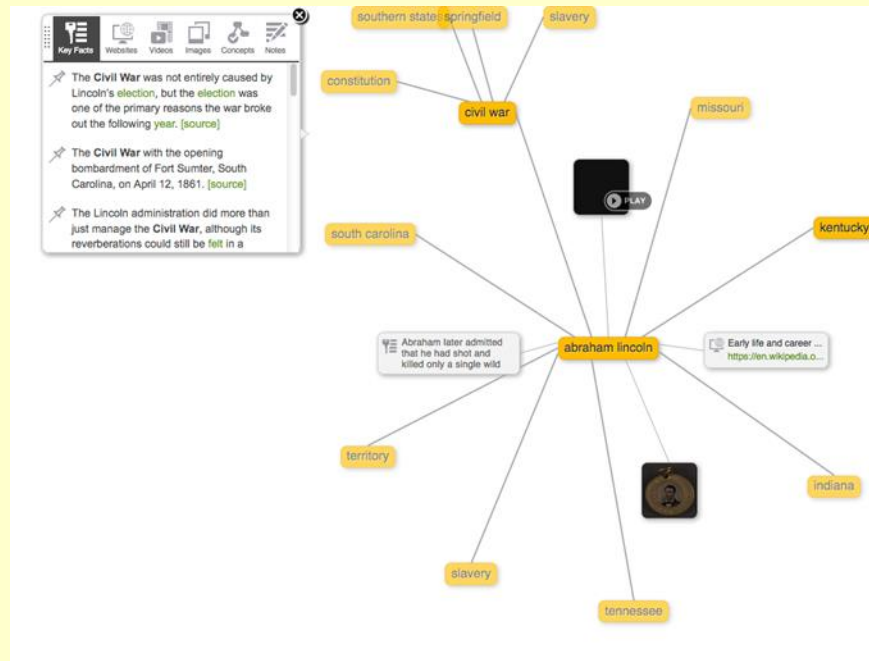 Key Facts
Websites
Videos
Images
Concepts
Notes
The Civil War was not entirely caused by
Lincoln's election, but the election was
one of the primary reasons the war broke
out the following year. [source]
The Civil War with the opening
bombardment of Fort Sumter, South
Carolina, on April 12, 1861. [source]
The Lincoln administration did more than
just manage the Civil War, although its
reverberations could still be felt in a
southern states
springfield
slavery
constitution
civil war
missouri
PLAY
south carolina
kentucky
abraham lincoln
Abraham later admitted
that he had shot and
killed only a single wild
Early life and career ...
https://en.wikipedia.o...
territory
indiana
slavery
tennessee